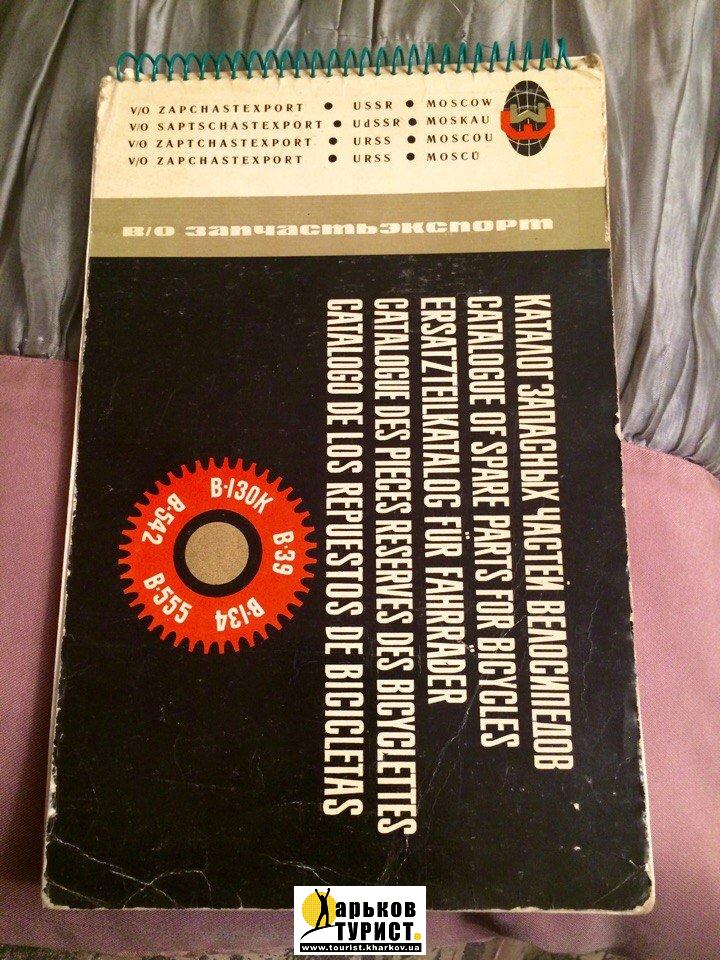 V/O ZAPCHASTEXPORT • USSR • MOSCOW
V/O SAPTSCHASTEXPORT • UdSSR • MOSKAU
V/O ZAPTCHASTEXPORT • URSS • MOSCOU
V/O ZAPCHASTEXPORT • URSS • MOSCÚ
В/О ЗАПЧАСТЬЭКСПОРТ
КАТАЛОГ ЗАПАСНЫХ ЧАСТЕЙ ВЕЛОСИПЕДОВ
CATALOGUE OF SPARE PARTS FOR BICYCLES
ERSATZTEILKATALOG FÜR FAHRRÄDER
CATALOGUE DES PIECES RESERVES DES BICYCLETTES
CATALOGO DE LOS REPUESTOS DE BICICLETAS
B-542
B-130K
B-39
B-134
B-555
Харьков
ТУРИСТ.
www.tourist.kharkov.ua